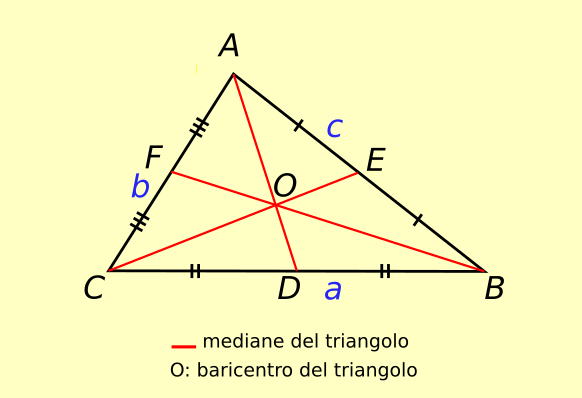 A
c
F
E
b
O
C
D
a
B
mediane del triangolo
O: baricentro del triangolo